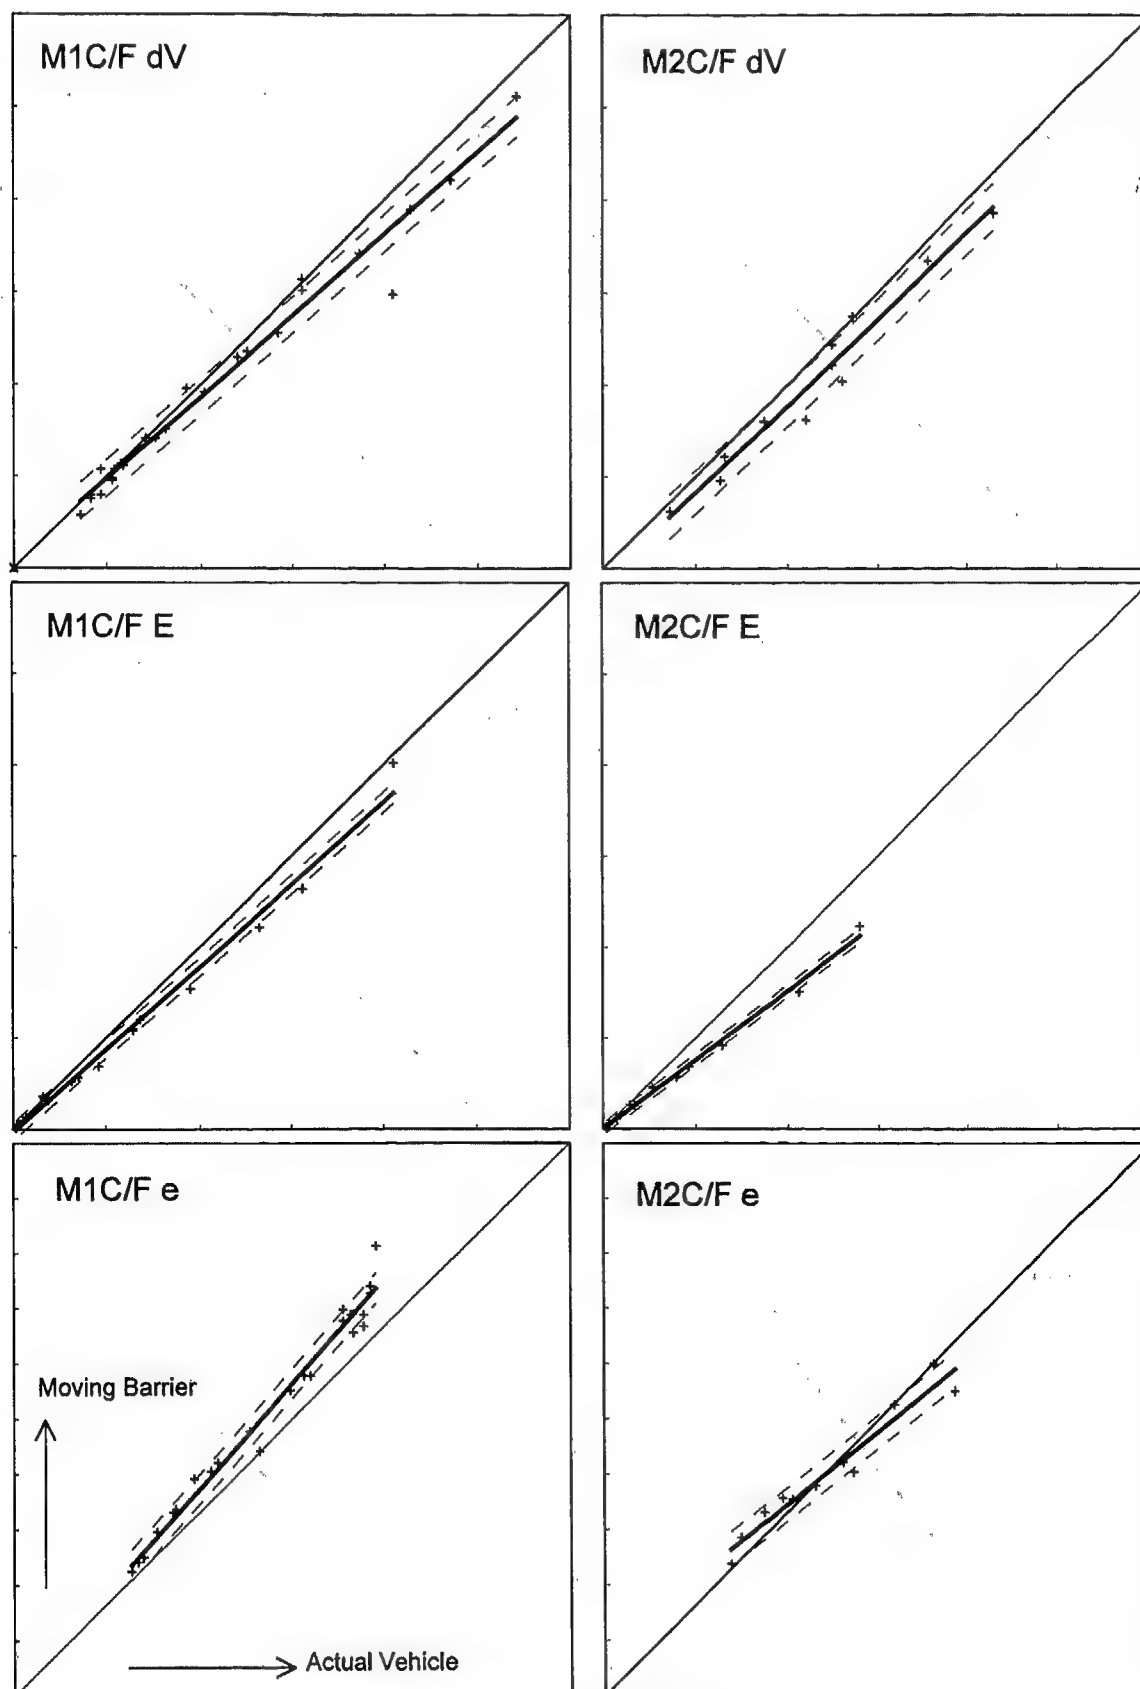 M1C/F dV
M2C/F dV
M1C/F E
M2C/F E
M1C/F e
M2C/F e
Moving Barrier
Actual Vehicle